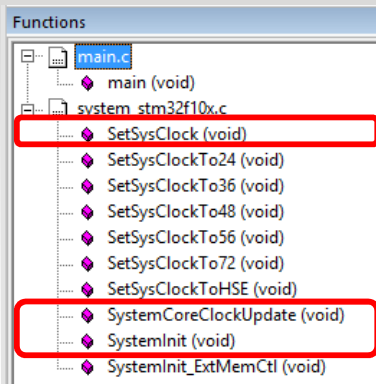 Functions
main.c
main (void)
system_stm32f10x.c
SetSysClock (void)
SetSysClockTo24 (void)
SetSysClockTo36 (void)
SetSysClockTo48 (void)
SetSysClockTo56 (void)
SetSysClockTo72 (void)
SetSysClockToHSE (void)
SystemCoreClockUpdate (void)
SystemInit (void)
SystemInit_ExtMemCtl (void)